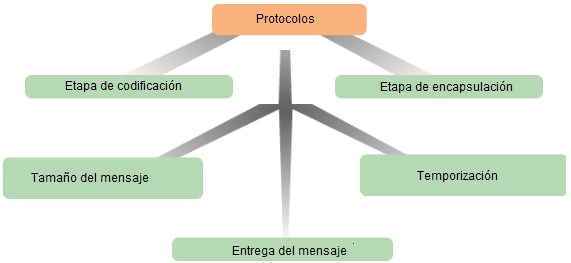 Protocolos
Etapa de codificación
Etapa de encapsulación
Tamaño del mensaje
Temporización
Entrega del mensaje